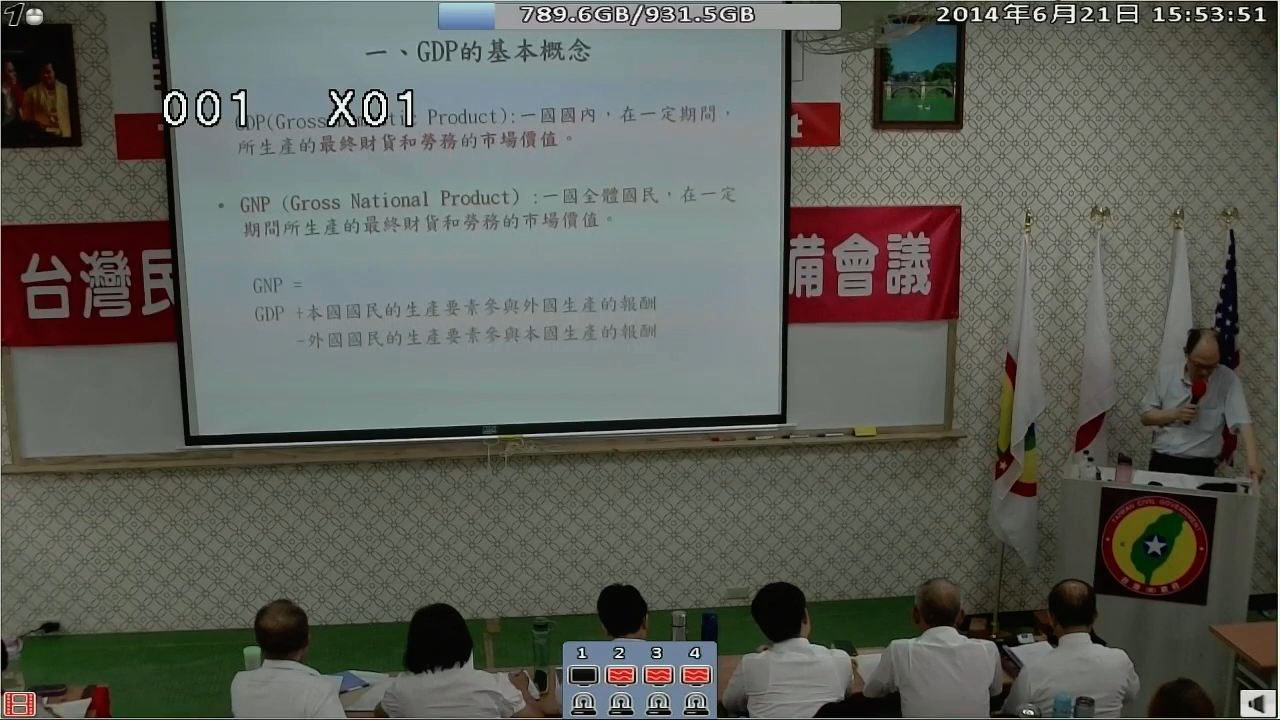 789.6GB/931.5GB
2014年6月21日 15:53:51
一、GDP的基本概念
001 X01
GDP(Gross Product):一國國內，在一定期間，
所生產的最終財貨和勞務的市場價值。
• GNP (Gross National Product) :一國全體國民，在一定
期間所生產的最終財貨和勞務的市場價值。
GNP =
GDP +本國國民的生產要素參與外國生產的報酬
-外國國民的生產要素參與本國生產的報酬
台灣民
備會議
t
TAIWAN CIVIL GOVERNMENT
1 2 3 4